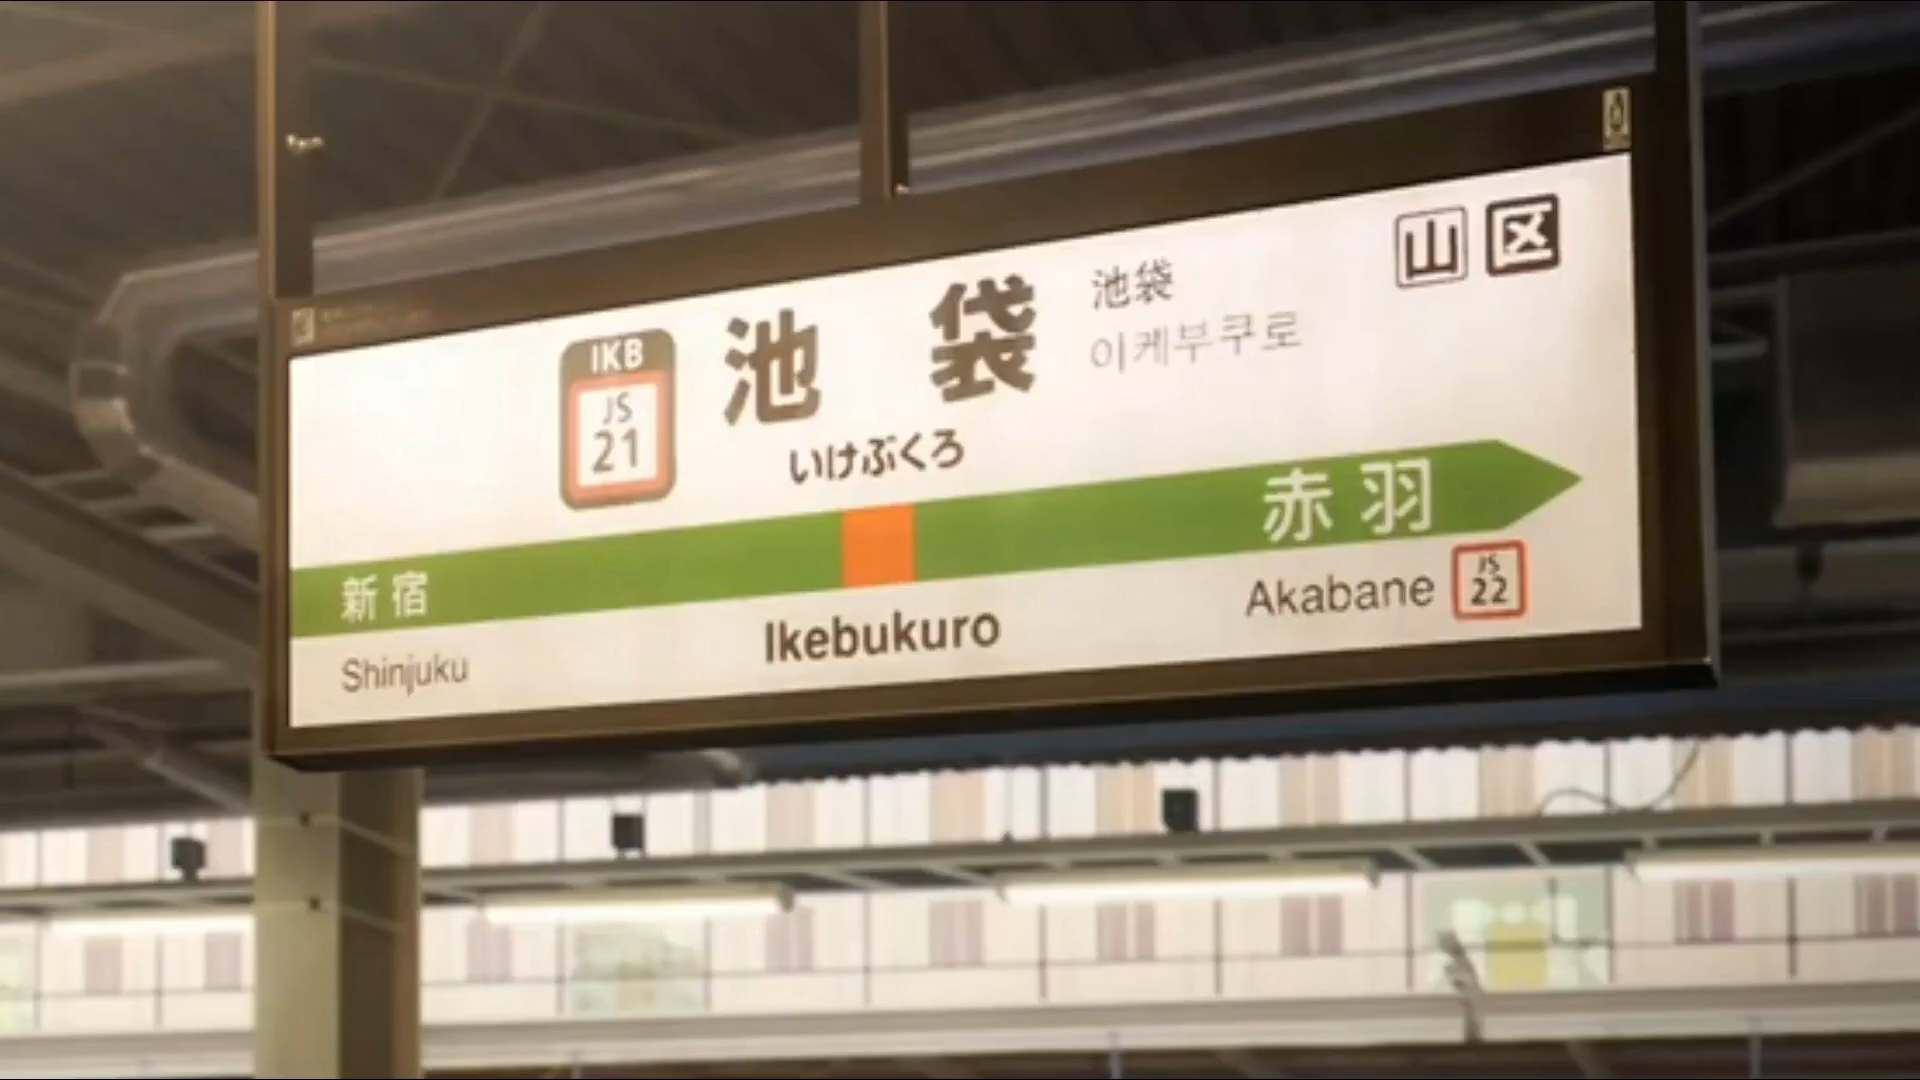 山 区
IKB
JS
21
池袋
池袋
이케부쿠로
いけぶくろ
新宿
赤羽
Shinjuku
Ikebukuro
Akabane
JS
22